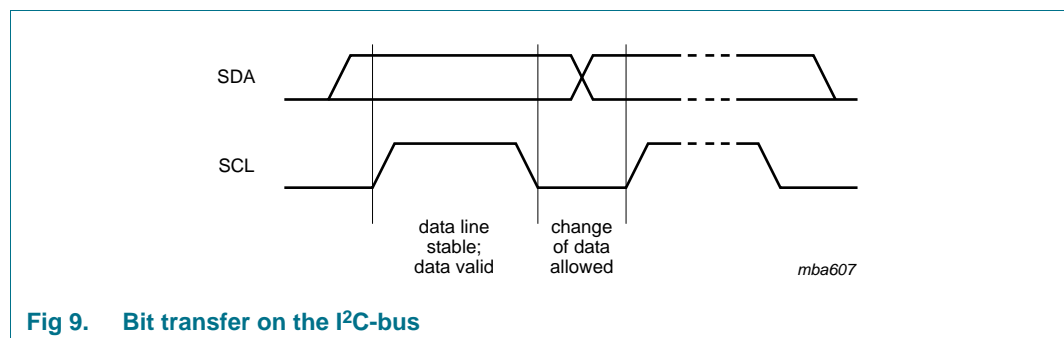 SDA
SCL
data line
stable;
data valid
change
of data
allowed
mba607
Fig 9. Bit transfer on the I²C-bus